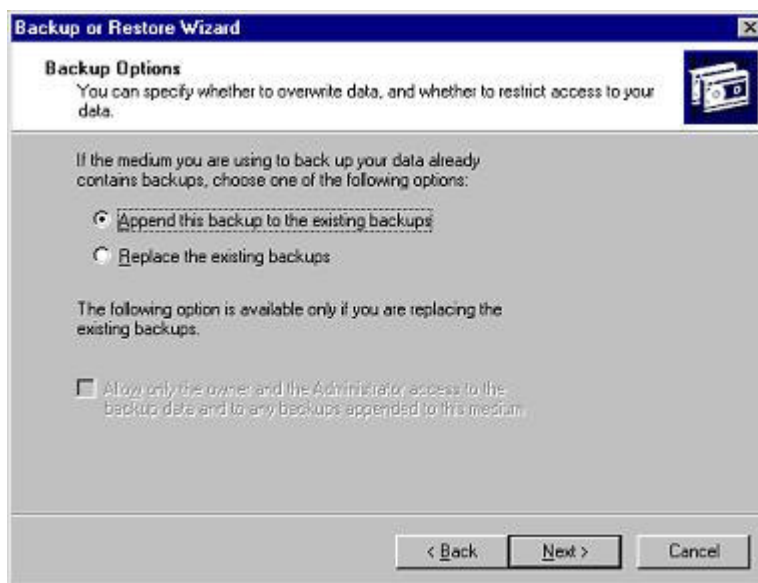 Backup or Restore Wizard
Backup Options
You can specify whether to overwrite data, and whether to restrict access to your
data.
If the medium you are using to back up your data already
contains backups, choose one of the following options:
Append this backup to the existing backups
Replace the existing backups
The following option is available only if you are replacing the
existing backups.
Allow only the owner and the Administrator access to the
backup data and to any backups appended to this medium.
< Back
Next >
Cancel